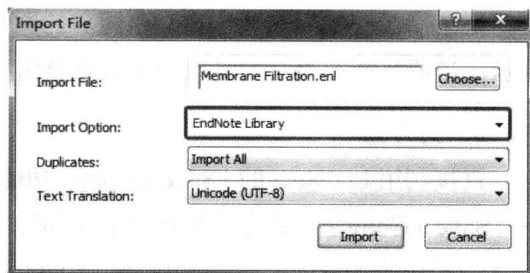 Import File
Import File: Membrane Filtration.enl Choose...
Import Option: EndNote Library
Duplicates: Import All
Text Translation: Unicode (UTF-8)
Import Cancel